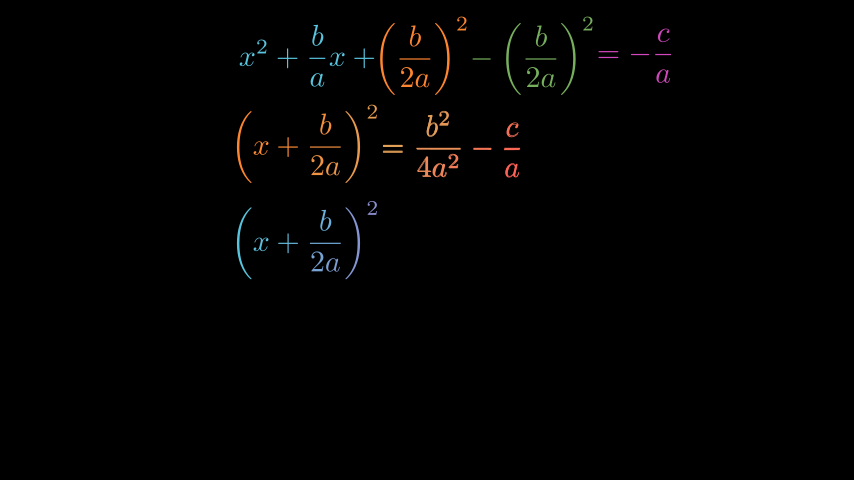 x² + b/a x + (b/2a)² − (b/2a)² = − c/a
(x + b/2a)² = b²/4a² − c/a
(x + b/2a)²